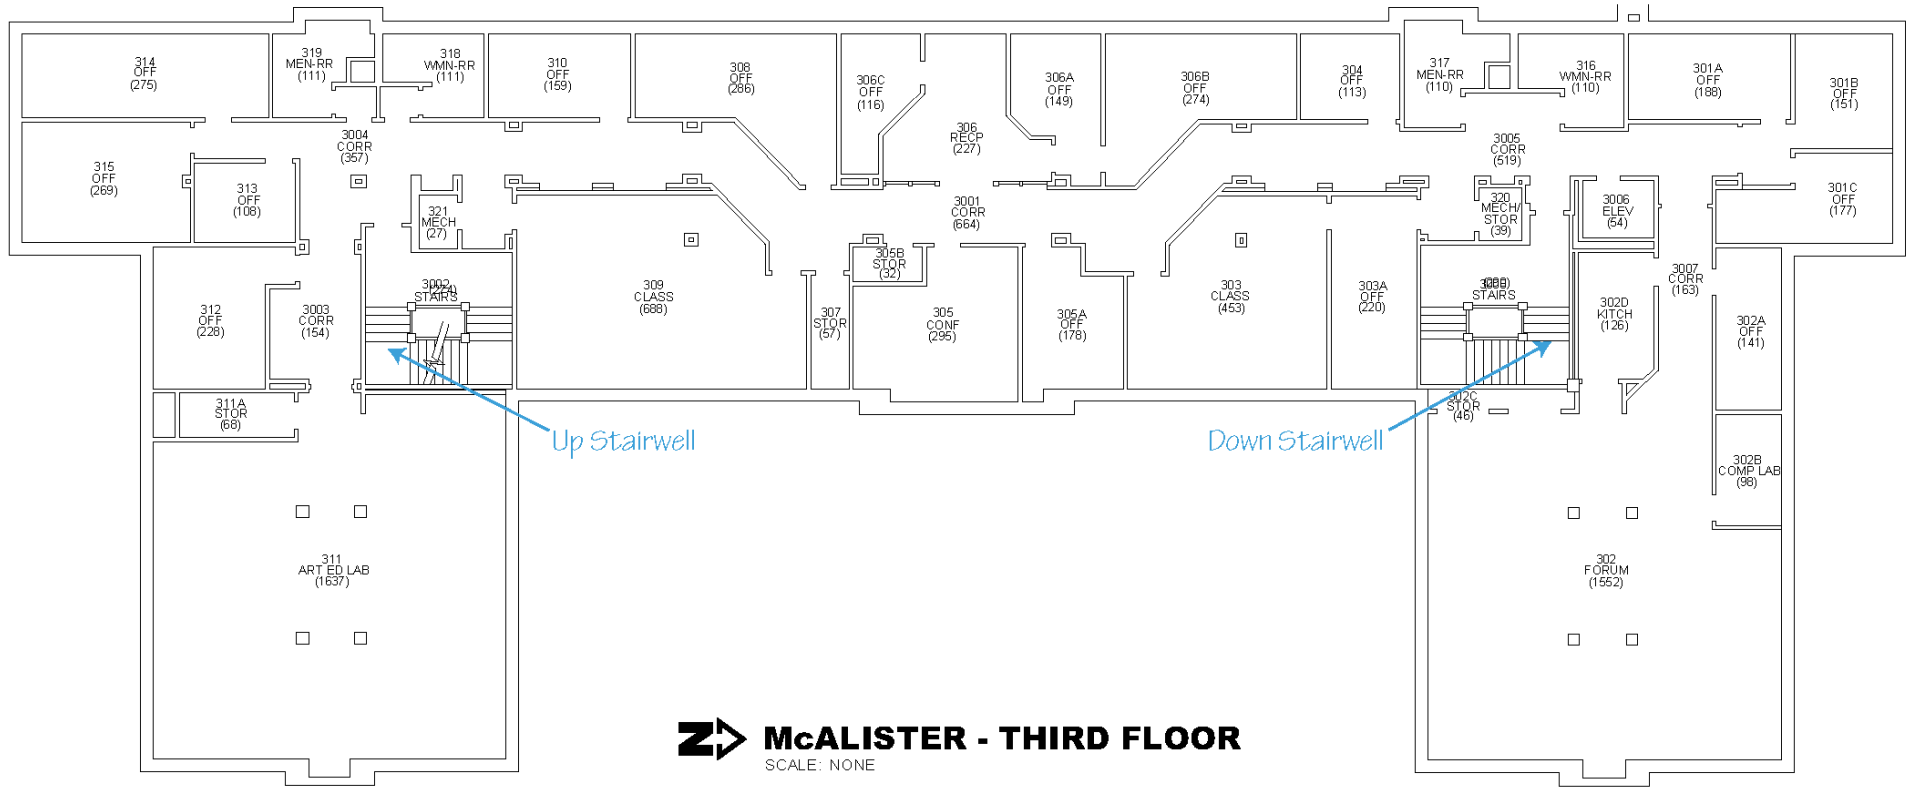 314
OFF
(275)
319
MEN-RR
(111)
318
WMN-RR
(111)
310
OFF
(159)
308
OFF
(286)
306C
OFF
(116)
306
RECP
(227)
306A
OFF
(149)
306B
OFF
(274)
304
OFF
(113)
317
MEN-RR
(110)
316
WMN-RR
(110)
301A
OFF
(188)
301B
OFF
(151)
315
OFF
(269)
313
OFF
(108)
3004
CORR
(357)
321
MECH
(27)
3001
CORR
(664)
3005
CORR
(519)
320
MECH/
STOR
(39)
3006
ELEV
(54)
301C
OFF
(177)
312
OFF
(228)
3003
CORR
(154)
3002
STAIRS
309
CLASS
(688)
307
STOR
(57)
305B
STOR
(32)
305
CONF
(295)
305A
OFF
(178)
303
CLASS
(453)
303A
OFF
(220)
STAIRS
302D
KITCH
(126)
3007
CORR
(163)
302A
OFF
(141)
311A
STOR
(68)
Up Stairwell
Down Stairwell
302C
STOR
(46)
302B
COMP LAB
(98)
311
ART ED LAB
(1637)
302
FORUM
(1552)
Z
McALISTER - THIRD FLOOR
SCALE: NONE